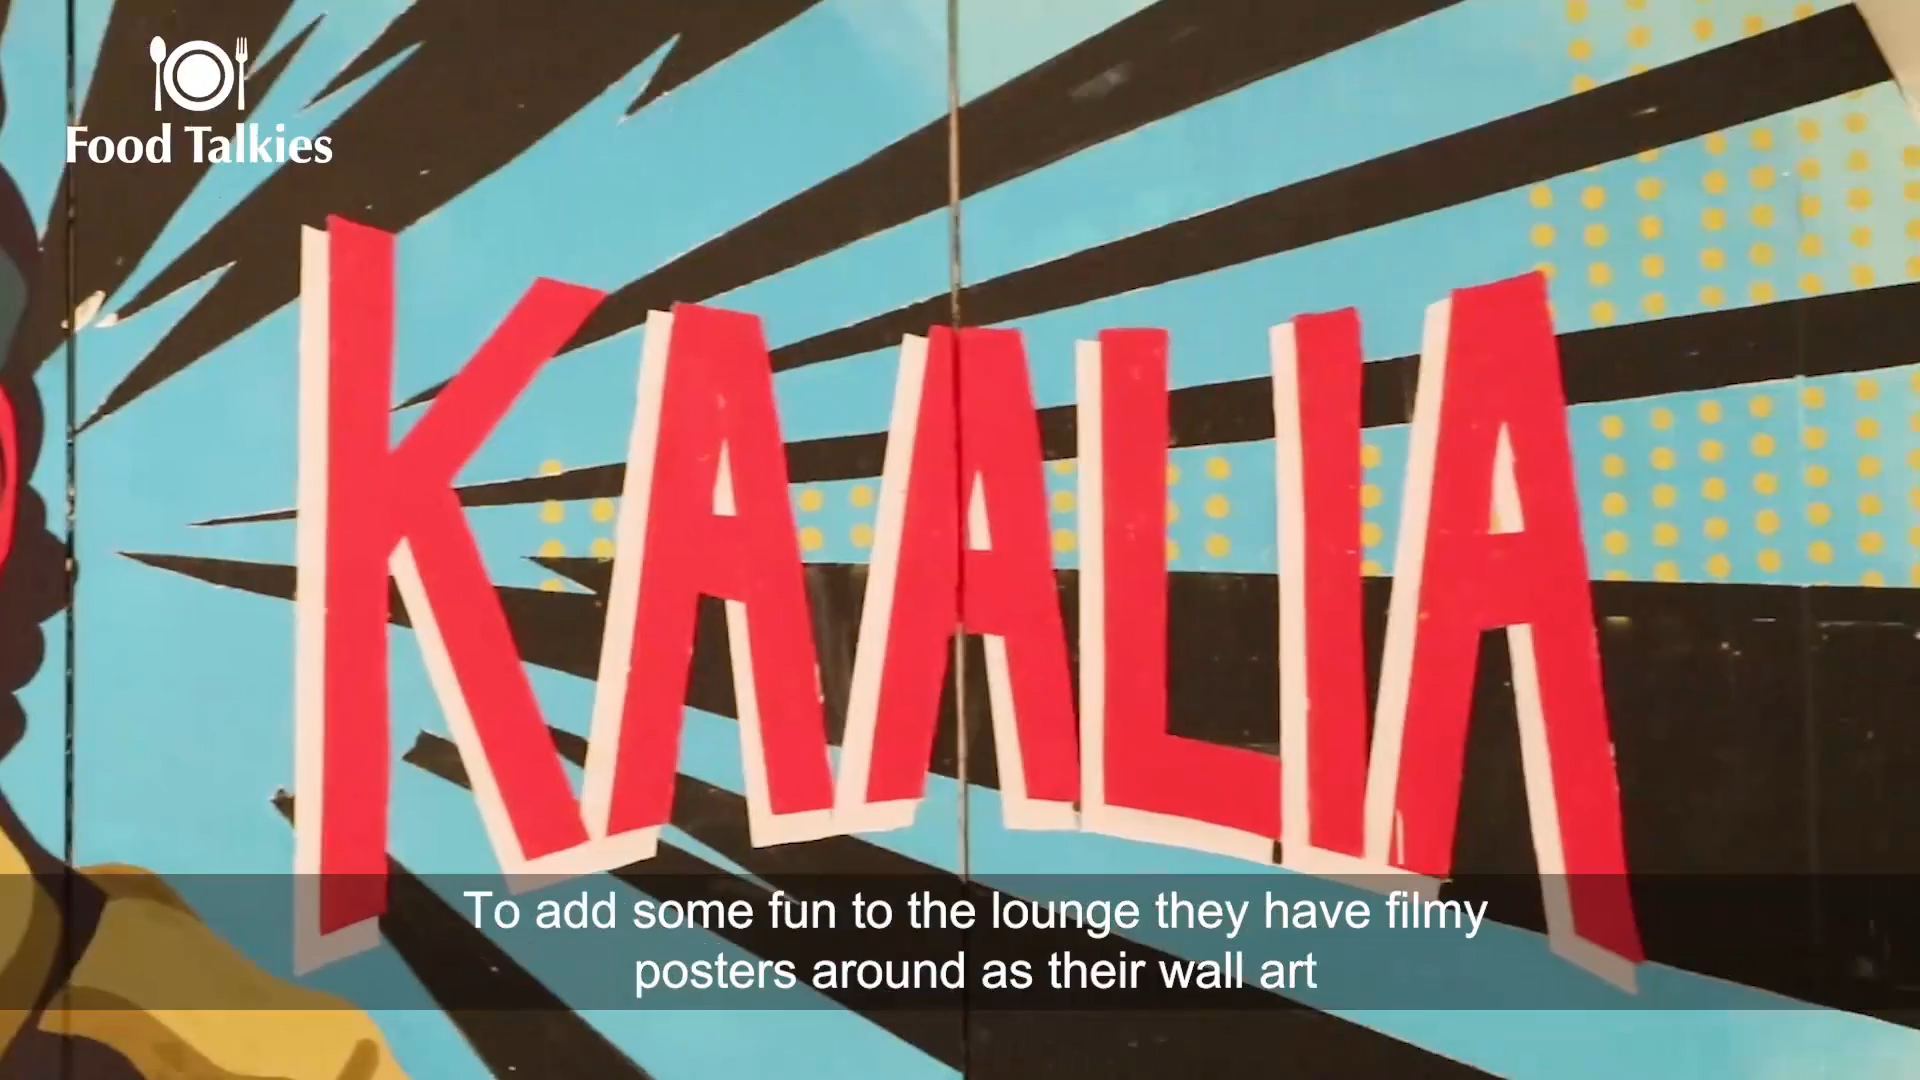 Food Talkies
KAALIA
To add some fun to the lounge they have filmy
posters around as their wall art